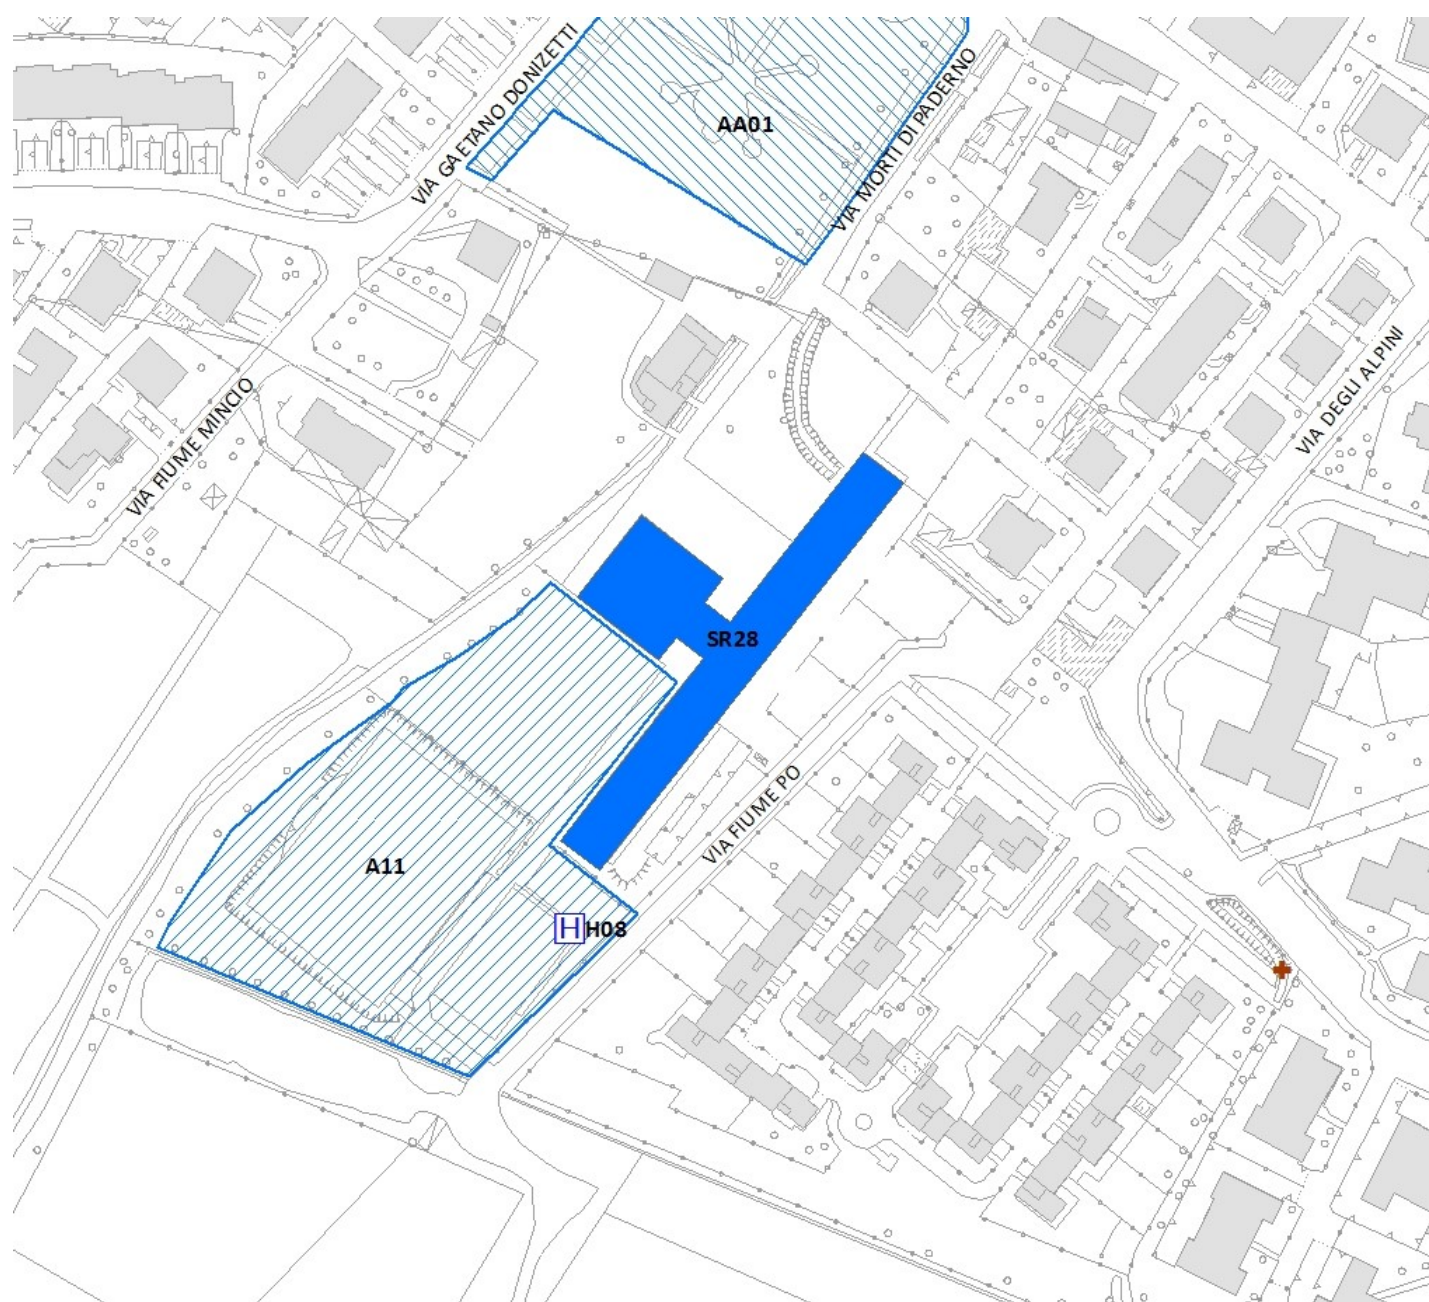 VIA GAETANO DONIZETTI
AA01
VIA MORTI DI PADERNO
VIA FIUME MINCIO
VIA DEGLI ALPINI
SR28
VIA FIUME PO
A11
H H08